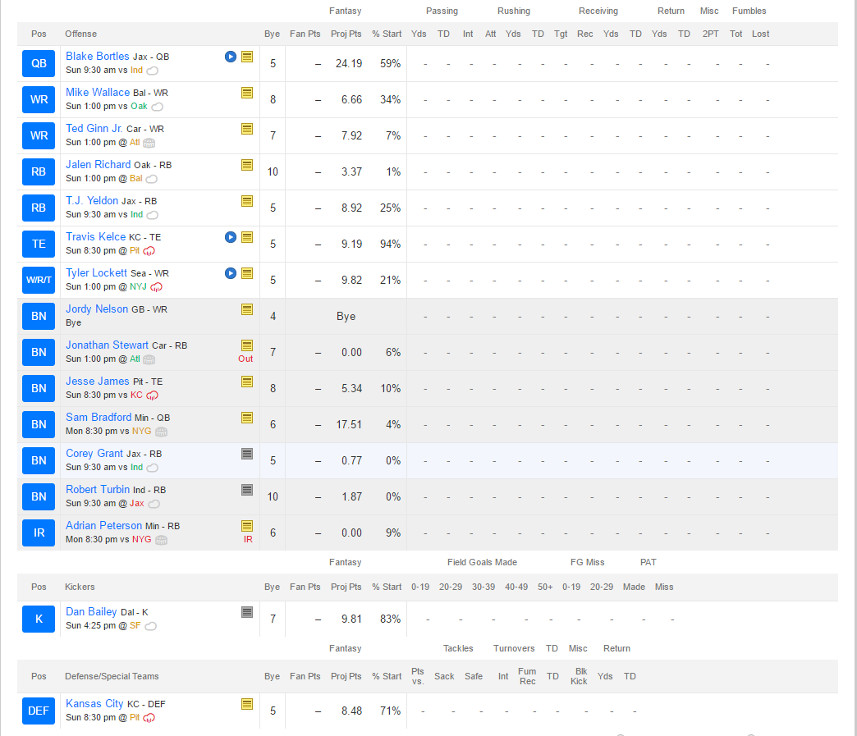 Fantasy Passing Rushing Receiving Return Misc Fumbles
Pos Offense Bye Fan Pts Proj Pts % Start Yds TD Int Att Yds TD Tgt Rec Yds TD Yds TD 2PT Tot Lost
QB Blake Bortles Jax - QB 5 – 24.19 59% - - - - - - - - - - - - - - -
Sun 9:30 am vs Ind
WR Mike Wallace Bal - WR 8 – 6.66 34% - - - - - - - - - - - - - - -
Sun 1:00 pm vs Oak
WR Ted Ginn Jr. Car - WR 7 – 7.92 7% - - - - - - - - - - - - - - -
Sun 1:00 pm @ Atl
RB Jalen Richard Oak - RB 10 – 3.37 1% - - - - - - - - - - - - - - -
Sun 1:00 pm @ Bal
RB T.J. Yeldon Jax - RB 5 – 8.92 25% - - - - - - - - - - - - - - -
Sun 9:30 am vs Ind
TE Travis Kelce KC - TE 5 – 9.19 94% - - - - - - - - - - - - - - -
Sun 8:30 pm @ Pit
W/R/T Tyler Lockett Sea - WR 5 – 9.82 21% - - - - - - - - - - - - - - -
Sun 1:00 pm @ NYJ
BN Jordy Nelson GB - WR 4 Bye - - - - - - - - - - - - - - -
Bye
BN Jonathan Stewart Car - RB 7 – 0.00 6% - - - - - - - - - - - - - - -
Sun 1:00 pm @ Atl Out
BN Jesse James Pit - TE 8 – 5.34 10% - - - - - - - - - - - - - - -
Sun 8:30 pm vs KC
BN Sam Bradford Min - QB 6 – 17.51 4% - - - - - - - - - - - - - - -
Mon 8:30 pm vs NYG
BN Corey Grant Jax - RB 5 – 0.77 0% - - - - - - - - - - - - - - -
Sun 9:30 am vs Ind
BN Robert Turbin Ind - RB 10 – 1.87 0% - - - - - - - - - - - - - - -
Sun 9:30 am @ Jax
IR Adrian Peterson Min - RB 6 – 0.00 9% - - - - - - - - - - - - - - -
Mon 8:30 pm vs NYG IR
Fantasy Field Goals Made FG Miss PAT
Pos Kickers Bye Fan Pts Proj Pts % Start 0-19 20-29 30-39 40-49 50+ 0-19 20-29 Made Miss
K Dan Bailey Dal - K 7 – 9.81 83% - - - - - - - - -
Sun 4:25 pm @ SF
Fantasy Tackles Turnovers TD Misc Return
Pos Defense/Special Teams Bye Fan Pts Proj Pts % Start Pts vs. Sack Safe Int Fum Rec TD Blk Kick Yds TD
DEF Kansas City KC - DEF 5 – 8.48 71% - - - - - - - - -
Sun 8:30 pm @ Pit